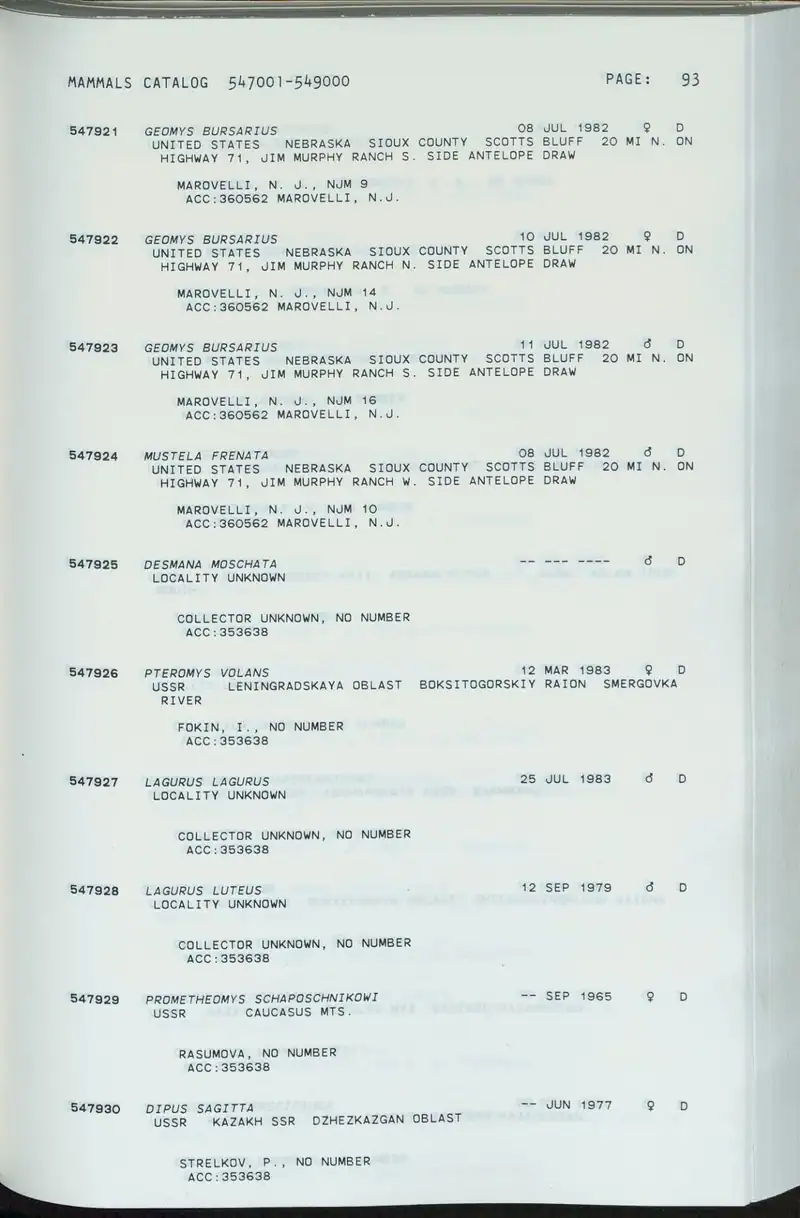 MAMMALS CATALOG 547001-549000 PAGE: 93
547921 GEOMYS BURSARIUS 08 JUL 1982 ♀ D
UNITED STATES NEBRASKA SIOUX COUNTY SCOTTS BLUFF 20 MI N. ON
HIGHWAY 71, JIM MURPHY RANCH S. SIDE ANTELOPE DRAW
MAROVELLI, N. J., NJM 9
ACC:360562 MAROVELLI, N.J.
547922 GEOMYS BURSARIUS 10 JUL 1982 ♀ D
UNITED STATES NEBRASKA SIOUX COUNTY SCOTTS BLUFF 20 MI N. ON
HIGHWAY 71, JIM MURPHY RANCH N. SIDE ANTELOPE DRAW
MAROVELLI, N. J., NJM 14
ACC:360562 MAROVELLI, N.J.
547923 GEOMYS BURSARIUS 11 JUL 1982 ♂ D
UNITED STATES NEBRASKA SIOUX COUNTY SCOTTS BLUFF 20 MI N. ON
HIGHWAY 71, JIM MURPHY RANCH S. SIDE ANTELOPE DRAW
MAROVELLI, N. J., NJM 16
ACC:360562 MAROVELLI, N.J.
547924 MUSTELA FRENATA 08 JUL 1982 ♂ D
UNITED STATES NEBRASKA SIOUX COUNTY SCOTTS BLUFF 20 MI N. ON
HIGHWAY 71, JIM MURPHY RANCH W. SIDE ANTELOPE DRAW
MAROVELLI, N. J., NJM 10
ACC:360562 MAROVELLI, N.J.
547925 DESMANA MOSCHATA -- --- ---- ♂ D
LOCALITY UNKNOWN
COLLECTOR UNKNOWN, NO NUMBER
ACC:353638
547926 PTEROMYS VOLANS 12 MAR 1983 ♀ D
USSR LENINGRADSKAYA OBLAST BOKSITOGORSKIY RAION SMERGOVKA
RIVER
FOKIN, I., NO NUMBER
ACC:353638
547927 LAGURUS LAGURUS 25 JUL 1983 ♂ D
LOCALITY UNKNOWN
COLLECTOR UNKNOWN, NO NUMBER
ACC:353638
547928 LAGURUS LUTEUS 12 SEP 1979 ♂ D
LOCALITY UNKNOWN
COLLECTOR UNKNOWN, NO NUMBER
ACC:353638
547929 PROMETHEOMYS SCHAPOSCHNIKOWI -- SEP 1965 ♀ D
USSR CAUCASUS MTS.
RASUMOVA, NO NUMBER
ACC:353638
547930 DIPUS SAGITTA -- JUN 1977 ♀ D
USSR KAZAKH SSR DZHEZKAZGAN OBLAST
STRELKOV, P., NO NUMBER
ACC:353638